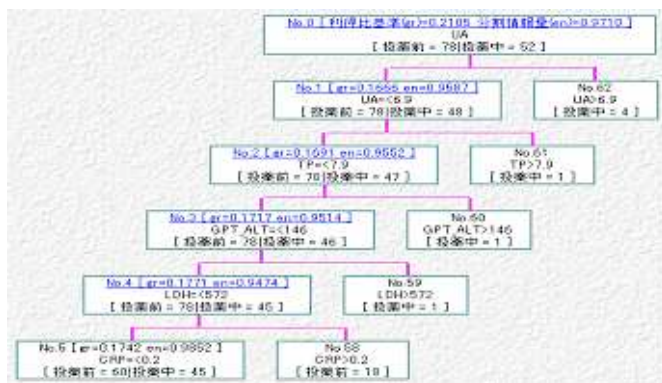 No.0 [ 利得比基準(gr)=0.2105 分割情報量(en)=0.9710 ]
UA
[ 投薬前 = 78|投薬中 = 52 ]
No.1 [ gr=0.1666 en=0.9587 ]
UA=<6.9
[ 投薬前 = 78|投薬中 = 48 ]
No.62
UA>6.9
[ 投薬中 = 4 ]
No.2 [ gr=0.1691 en=0.9552 ]
TP=<7.9
[ 投薬前 = 78|投薬中 = 47 ]
No.61
TP>7.9
[ 投薬中 = 1 ]
No.3 [ gr=0.1717 en=0.9514 ]
GPT_ALT=<146
[ 投薬前 = 78|投薬中 = 46 ]
No.60
GPT_ALT>146
[ 投薬中 = 1 ]
No.4 [ gr=0.1771 en=0.9474 ]
LDH=<572
[ 投薬前 = 78|投薬中 = 45 ]
No.59
LDH>572
[ 投薬中 = 1 ]
No.5 [ gr=0.1742 en=0.9852 ]
CRP=<0.2
[ 投薬前 = 60|投薬中 = 45 ]
No.58
CRP>0.2
[ 投薬前 = 18 ]